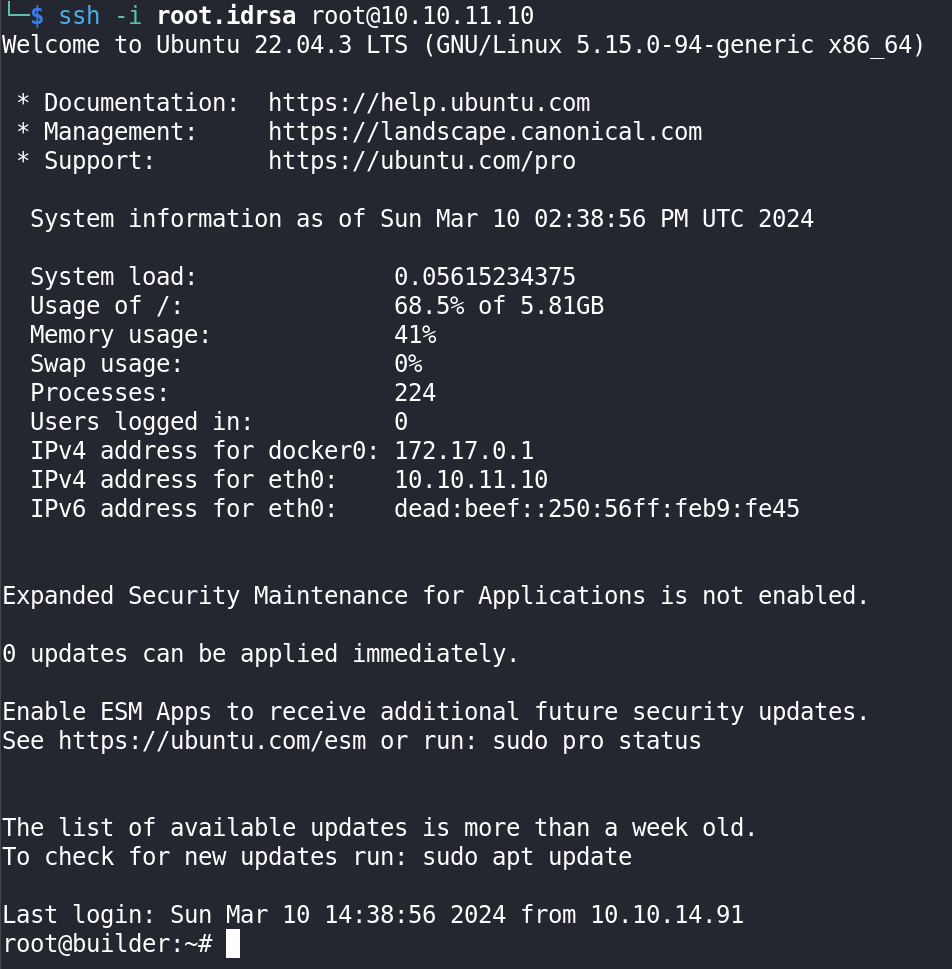 └─$ ssh -i root.idrsa root@10.10.11.10
Welcome to Ubuntu 22.04.3 LTS (GNU/Linux 5.15.0-94-generic x86_64)
* Documentation:  https://help.ubuntu.com
* Management:     https://landscape.canonical.com
* Support:        https://ubuntu.com/pro
System information as of Sun Mar 10 02:38:56 PM UTC 2024
System load:              0.05615234375
Usage of /:               68.5% of 5.81GB
Memory usage:             41%
Swap usage:               0%
Processes:                224
Users logged in:          0
IPv4 address for docker0: 172.17.0.1
IPv4 address for eth0:    10.10.11.10
IPv6 address for eth0:    dead:beef::250:56ff:feb9:fe45
Expanded Security Maintenance for Applications is not enabled.
0 updates can be applied immediately.
Enable ESM Apps to receive additional future security updates.
See https://ubuntu.com/esm or run: sudo pro status
The list of available updates is more than a week old.
To check for new updates run: sudo apt update
Last login: Sun Mar 10 14:38:56 2024 from 10.10.14.91
root@builder:~#